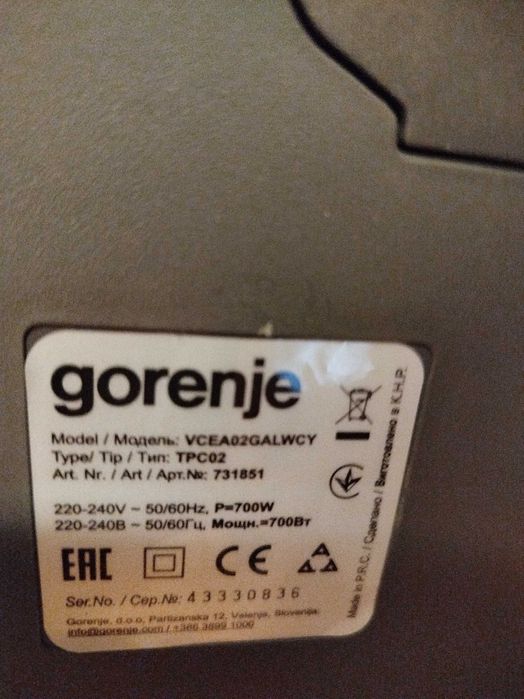 gorenje
Model / Модель: VCEA02GALWCY
Type/ Tip / Тип: TPC02
Art. Nr. / Art / Арт.№: 731851
220-240V ~ 50/60Hz, P=700W
220-240В ~ 50/60Гц, Мощн.=700Вт
EAC CE
Ser.No. / Сер.№: 43330836
Gorenje, d.o.o, Partizanska 12, Velenje, Slovenija
info@gorenje.com / +386 3899 1000
Made in P.R.C. / Сделано / Виготовлено в К.Н.Р.